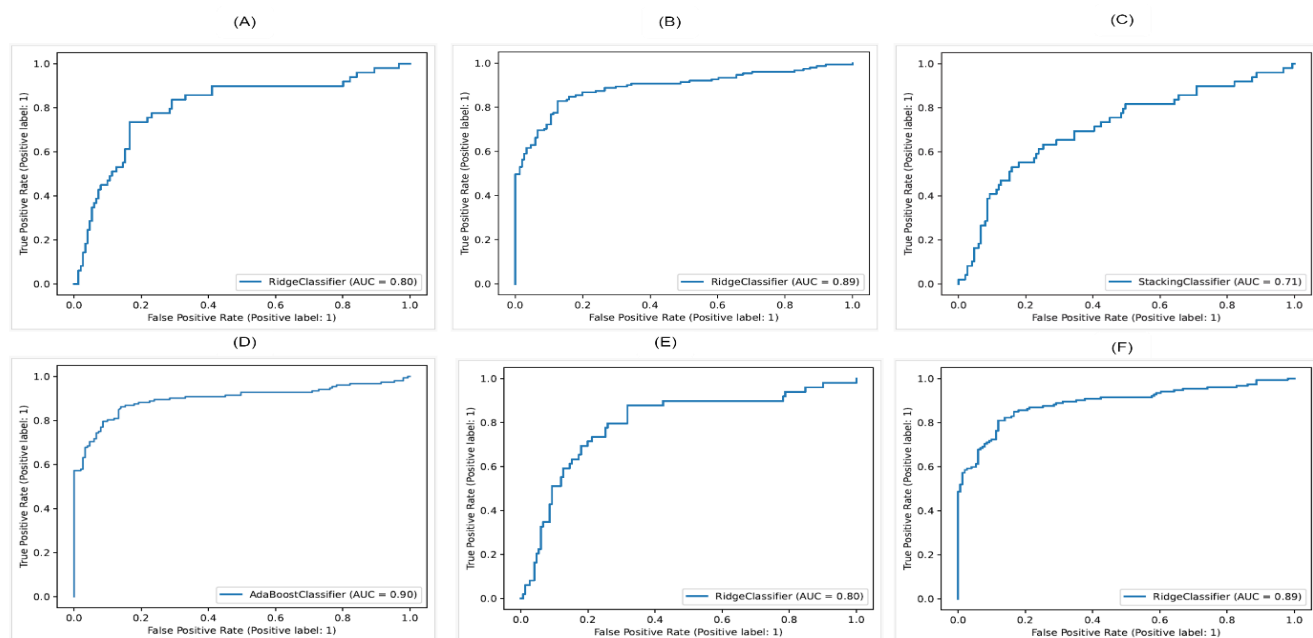 (A)
1.0
0.8
0.6
0.4
0.2
0.0
True Positive Rate (Positive label: 1)
RidgeClassifier (AUC = 0.80)
0.0 0.2 0.4 0.6 0.8 1.0
False Positive Rate (Positive label: 1)
(B)
1.0
0.8
0.6
0.4
0.2
0.0
True Positive Rate (Positive label: 1)
RidgeClassifier (AUC = 0.89)
0.0 0.2 0.4 0.6 0.8 1.0
False Positive Rate (Positive label: 1)
(C)
1.0
0.8
0.6
0.4
0.2
0.0
True Positive Rate (Positive label: 1)
StackingClassifier (AUC = 0.71)
0.0 0.2 0.4 0.6 0.8 1.0
False Positive Rate (Positive label: 1)
(D)
1.0
0.8
0.6
0.4
0.2
0.0
True Positive Rate (Positive label: 1)
AdaBoostClassifier (AUC = 0.90)
0.0 0.2 0.4 0.6 0.8 1.0
False Positive Rate (Positive label: 1)
(E)
1.0
0.8
0.6
0.4
0.2
0.0
True Positive Rate (Positive label: 1)
RidgeClassifier (AUC = 0.80)
0.0 0.2 0.4 0.6 0.8 1.0
False Positive Rate (Positive label: 1)
(F)
1.0
0.8
0.6
0.4
0.2
0.0
True Positive Rate (Positive label: 1)
RidgeClassifier (AUC = 0.89)
0.0 0.2 0.4 0.6 0.8 1.0
False Positive Rate (Positive label: 1)